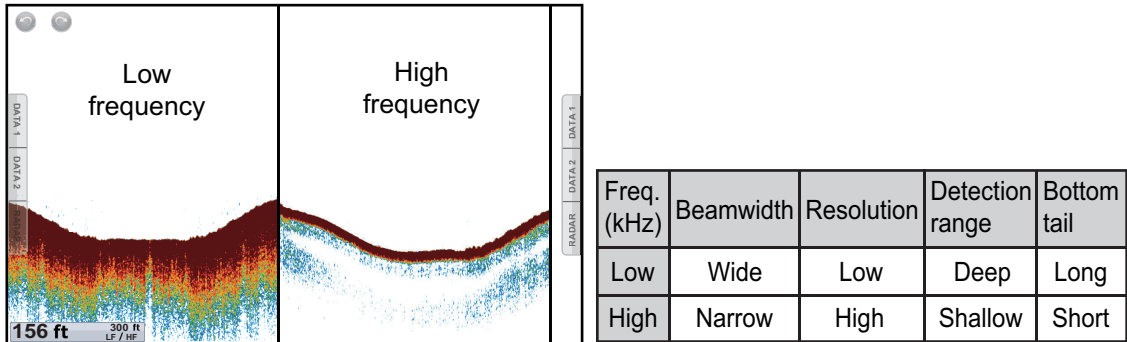 Low
frequency
High
frequency
DATA 1
DATA 2
156 ft
300 ft
LF / HF
DATA 1
DATA 2
RADAR
Freq. (kHz) Beamwidth Resolution Detection range Bottom tail
Low Wide Low Deep Long
High Narrow High Shallow Short